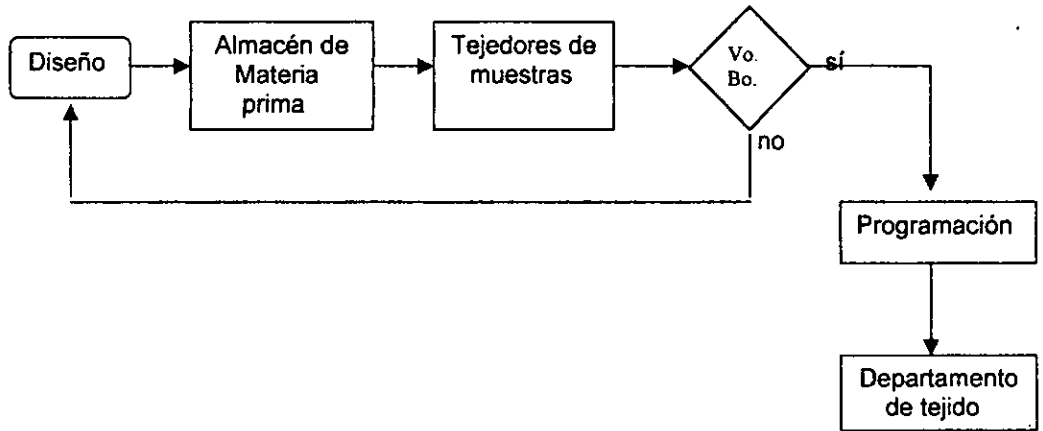 Diseño
Almacén de
Materia
prima
Tejedores de
muestras
Vo.
Bo.
sí
no
Programación
Departamento
de tejido